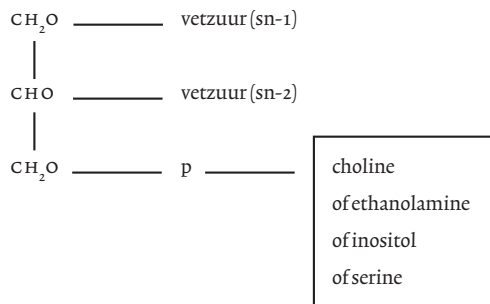 CH₂O vetzuur (sn-1)
CHO vetzuur (sn-2)
CH₂O p choline
of ethanolamine
of inositol
of serine